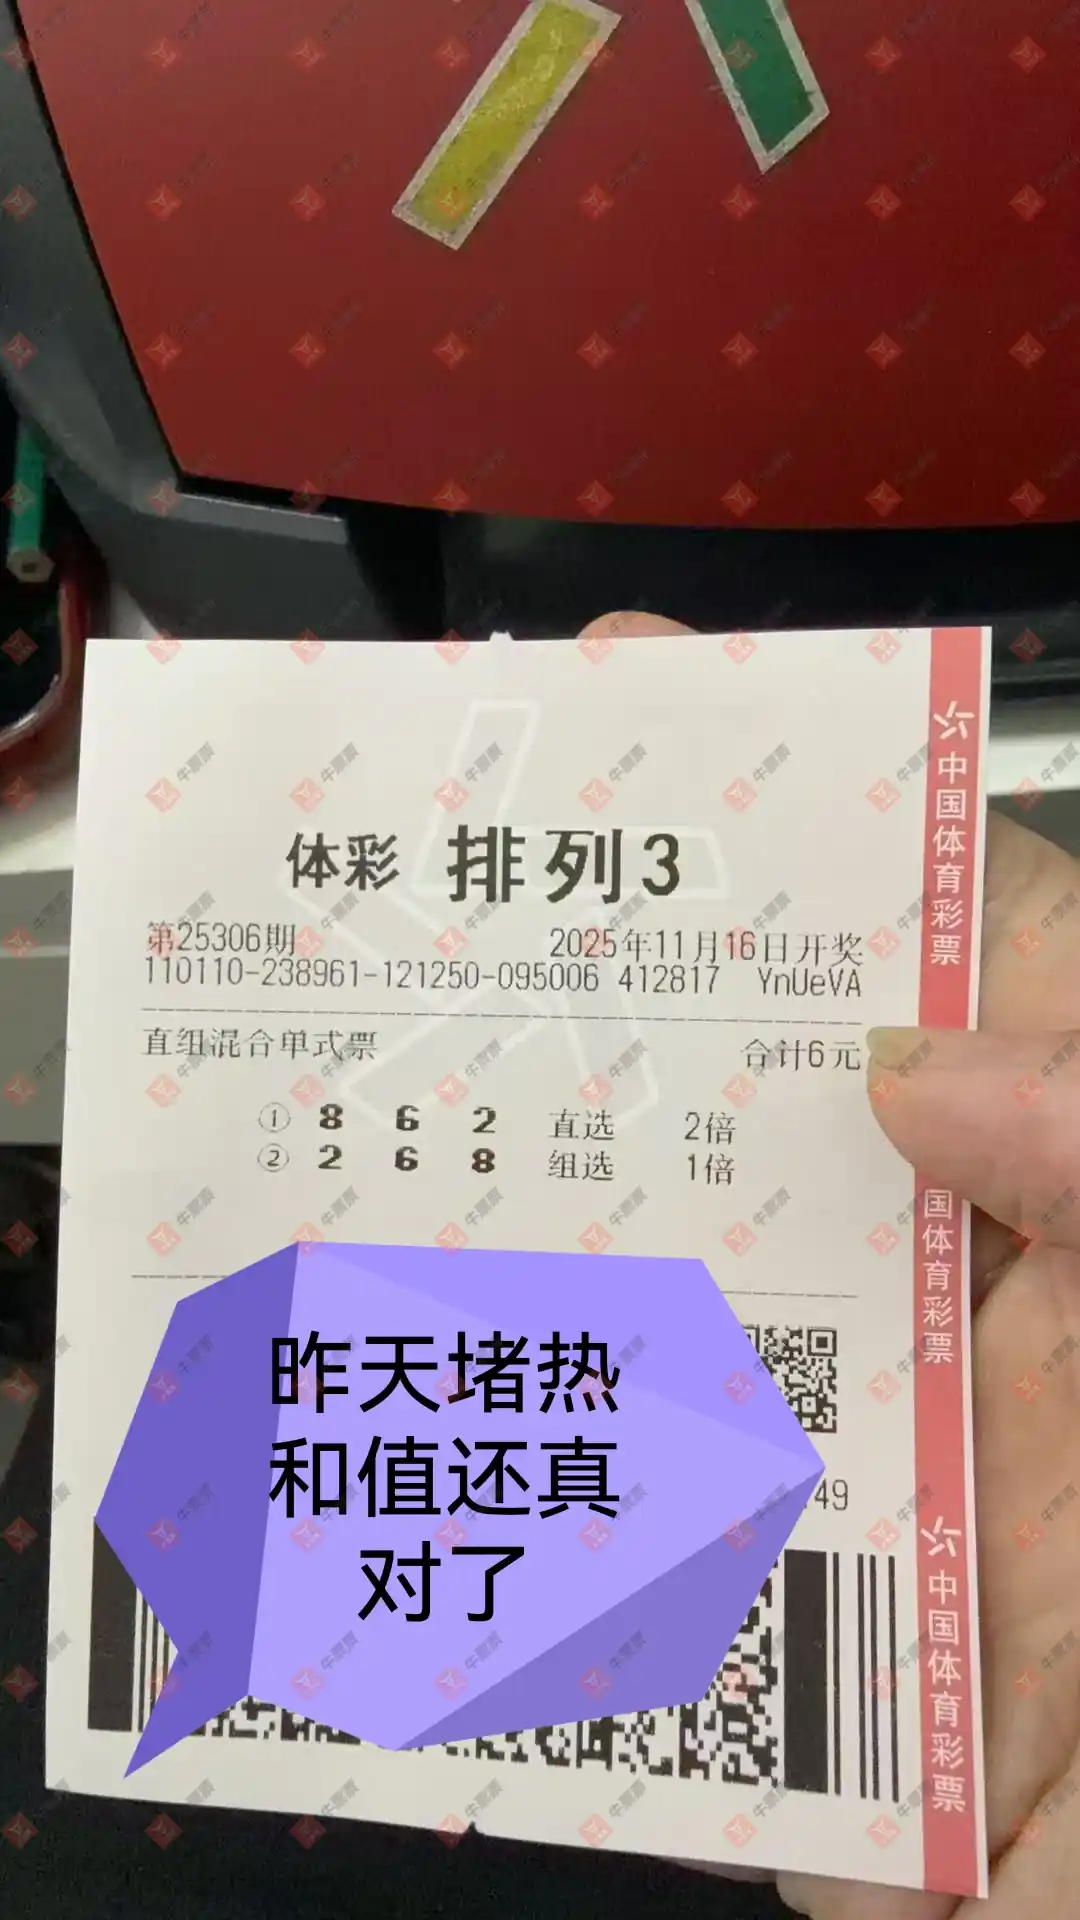 体彩 排列3
第25306期 2025年11月16日开奖
110110-238961-121250-095006 412817 YnUeVA
直组混合单式票 合计6元
① 8 6 2 直选 2倍
② 2 6 8 组选 1倍
昨天堵热
和值还真
对了
49
中国体育彩票
国体育彩票
中国体育彩票
牛票票